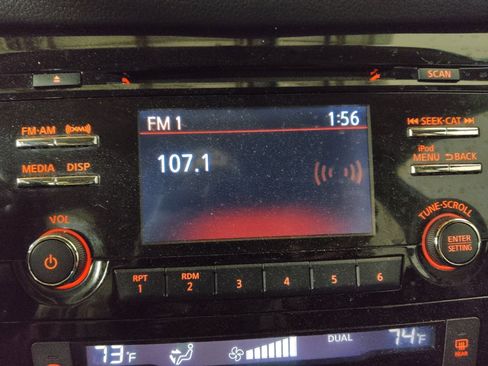 SCAN
FM·AM (((XM)))
FM 1 1:56
SEEK·CAT
MEDIA DISP
107.1
iPod
MENU BACK
VOL
TUNE·SCROLL
ENTER
SETTING
RPT
1
RDM
2
3
4
5
6
73°F DUAL 74°F
REAR